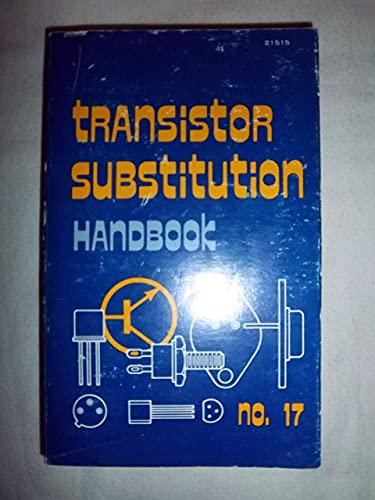 21515
transistor
substitution
HANDBOOK
no. 17